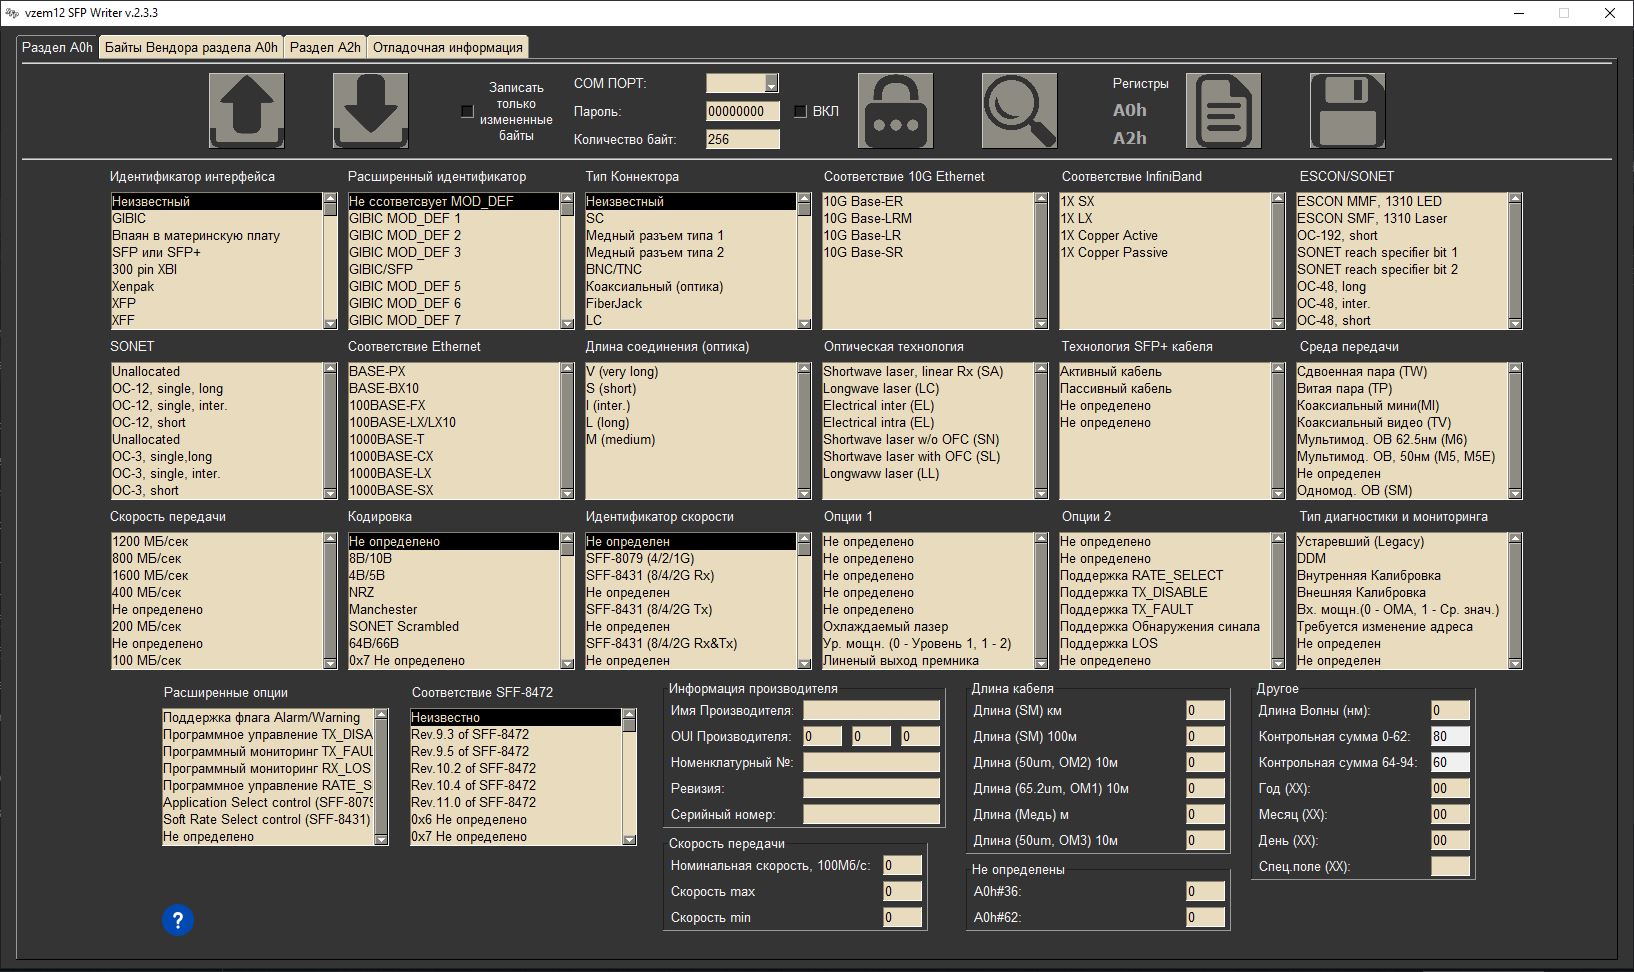 vzem12 SFP Writer v.2.3.3
Раздел A0h
Байты Вендора раздела A0h
Раздел A2h
Отладочная информация
Записать
только
измененные
байты
COM ПОРТ:
Пароль:
00000000
ВКЛ
Количество байт:
256
Регистры
A0h
A2h
Идентификатор интерфейса
Неизвестный
GIBIC
Впаян в материнскую плату
SFP или SFP+
300 pin XBI
Xenpak
XFP
XFF
Расширенный идентификатор
Не ссответсвует MOD_DEF
GIBIC MOD_DEF 1
GIBIC MOD_DEF 2
GIBIC MOD_DEF 3
GIBIC/SFP
GIBIC MOD_DEF 5
GIBIC MOD_DEF 6
GIBIC MOD_DEF 7
Тип Коннектора
Неизвестный
SC
Медный разъем типа 1
Медный разъем типа 2
BNC/TNC
Коаксиальный (оптика)
FiberJack
LC
Соответствие 10G Ethernet
10G Base-ER
10G Base-LRM
10G Base-LR
10G Base-SR
Соответствие InfiniBand
1X SX
1X LX
1X Copper Active
1X Copper Passive
ESCON/SONET
ESCON MMF, 1310 LED
ESCON SMF, 1310 Laser
OC-192, short
SONET reach specifier bit 1
SONET reach specifier bit 2
OC-48, long
OC-48, inter.
OC-48, short
SONET
Unallocated
OC-12, single, long
OC-12, single, inter.
OC-12, short
Unallocated
OC-3, single,long
OC-3, single, inter.
OC-3, short
Соответствие Ethernet
BASE-PX
BASE-BX10
100BASE-FX
100BASE-LX/LX10
1000BASE-T
1000BASE-CX
1000BASE-LX
1000BASE-SX
Длина соединения (оптика)
V (very long)
S (short)
I (inter.)
L (long)
M (medium)
Оптическая технология
Shortwave laser, linear Rx (SA)
Longwave laser (LC)
Electrical inter (EL)
Electrical intra (EL)
Shortwave laser w/o OFC (SN)
Shortwave laser with OFC (SL)
Longwavw laser (LL)
Технология SFP+ кабеля
Активный кабель
Пассивный кабель
Не определено
Не определено
Среда передачи
Сдвоенная пара (TW)
Витая пара (TP)
Коаксиальный мини(MI)
Коаксиальный видео (TV)
Мультимод. ОВ 62.5нм (M6)
Мультимод. ОВ, 50нм (M5, M5E)
Не определен
Одномод. ОВ (SM)
Скорость передачи
1200 МБ/сек
800 МБ/сек
1600 МБ/сек
400 МБ/сек
Не определено
200 МБ/сек
Не определено
100 МБ/сек
Кодировка
Не определено
8B/10B
4B/5B
NRZ
Manchester
SONET Scrambled
64B/66B
0x7 Не определено
Идентификатор скорости
Не определен
SFF-8079 (4/2/1G)
SFF-8431 (8/4/2G Rx)
Не определен
SFF-8431 (8/4/2G Tx)
Не определен
SFF-8431 (8/4/2G Rx&Tx)
Не определен
Опции 1
Не определено
Не определено
Не определено
Не определено
Не определено
Охлаждаемый лазер
Ур. мощн. (0 - Уровень 1, 1 - 2)
Линеный выход премника
Опции 2
Не определено
Не определено
Поддержка RATE_SELECT
Поддержка TX_DISABLE
Поддержка TX_FAULT
Поддержка Обнаружения синала
Поддержка LOS
Не определено
Тип диагностики и мониторинга
Устаревший (Legacy)
DDM
Внутренняя Калибровка
Внешняя Калибровка
Вх. мощн.(0 - OMA, 1 - Ср. знач.)
Требуется изменение адреса
Не определен
Не определен
Расширенные опции
Поддержка флага Alarm/Warning
Программное управление TX_DISA
Программный мониторинг TX_FAUL
Программный мониторинг RX_LOS
Программное управление RATE_S
Application Select control (SFF-8079
Soft Rate Select control (SFF-8431)
Не определено
Соответствие SFF-8472
Неизвестно
Rev.9.3 of SFF-8472
Rev.9.5 of SFF-8472
Rev.10.2 of SFF-8472
Rev.10.4 of SFF-8472
Rev.11.0 of SFF-8472
0x6 Не определено
0x7 Не определено
Информация производителя
Имя Производителя:
OUI Производителя: 0 0 0
Номенклатурный №:
Ревизия:
Серийный номер:
Скорость передачи
Номинальная скорость, 100Мб/с: 0
Скорость max 0
Скорость min 0
Длина кабеля
Длина (SM) км 0
Длина (SM) 100м 0
Длина (50um, OM2) 10м 0
Длина (65.2um, OM1) 10м 0
Длина (Медь) м 0
Длина (50um, OM3) 10м 0
Не определены
A0h#36: 0
A0h#62: 0
Другое
Длина Волны (нм): 0
Контрольная сумма 0-62: 80
Контрольная сумма 64-94: 60
Год (XX): 00
Месяц (XX): 00
День (XX): 00
Спец.поле (XX):
?